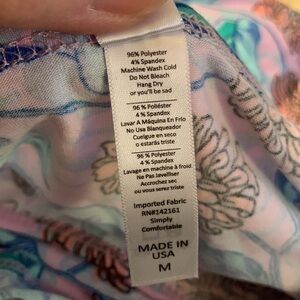 96% Polyester
4% Spandex
Machine Wash Cold
Do Not Bleach
Hang Dry
or you'll be sad
96% Poliéster
4 % Spandex
Lavar A Máquina En Frío
No Use Blanqueador
Cuelgue en seco
o estarás triste
96 % Polyester
4 % Spandex
Lavage en machine à froid
Ne Pas Javelliser
Accrochez sec
ou vous serez triste
Imported Fabric
RN#142161
Simply
Comfortable
MADE IN
USA
M